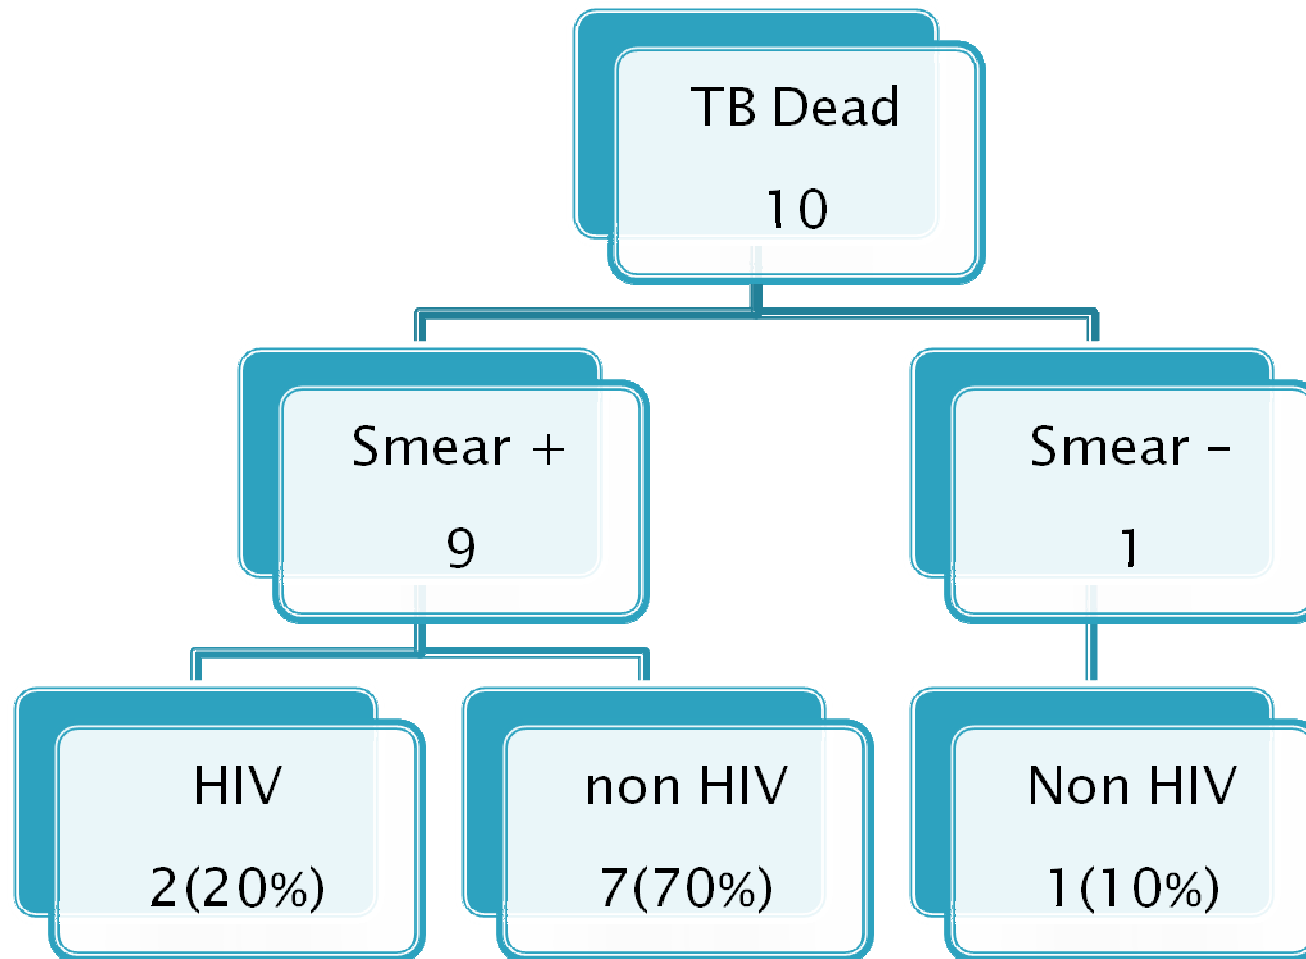 TB Dead
10
Smear +
9
Smear –
1
HIV
2(20%)
non HIV
7(70%)
Non HIV
1(10%)